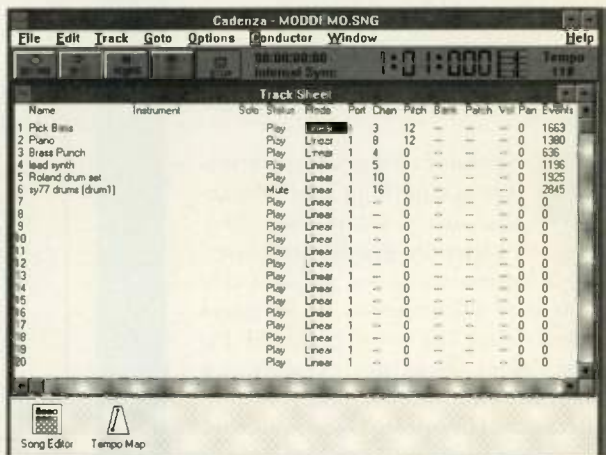 Cadenza - MODDEMO.SNG
File Edit Track Goto Options Conductor Window Help
00:00:00:00 1:01:000 Tempo
Internal Sync
Track Sheet
Name Instrument Solo Status Mode Port Chan Pitch Bank Patch Vol Pan Events
1 Pick Bass Play Linear 1 3 12 -- -- -- 0 1663
2 Piano Play Linear 1 8 12 -- -- -- 0 1380
3 Brass Punch Play Linear 1 4 0 -- -- -- 0 636
4 lead synth Play Linear 1 5 0 -- -- -- 0 1196
5 Roland drum set Play Linear 1 10 0 -- -- -- 0 1925
6 sy77 drums (drum1) Mute Linear 1 16 0 -- -- -- 0 2845
7 Play Linear 1 -- 0 -- -- -- 0 0
8 Play Linear 1 -- 0 -- -- -- 0 0
9 Play Linear 1 -- 0 -- -- -- 0 0
10 Play Linear 1 -- 0 -- -- -- 0 0
11 Play Linear 1 -- 0 -- -- -- 0 0
12 Play Linear 1 -- 0 -- -- -- 0 0
13 Play Linear 1 -- 0 -- -- -- 0 0
14 Play Linear 1 -- 0 -- -- -- 0 0
15 Play Linear 1 -- 0 -- -- -- 0 0
16 Play Linear 1 -- 0 -- -- -- 0 0
17 Play Linear 1 -- 0 -- -- -- 0 0
18 Play Linear 1 -- 0 -- -- -- 0 0
19 Play Linear 1 -- 0 -- -- -- 0 0
20 Play Linear 1 -- 0 -- -- -- 0 0
Song Editor Tempo Map